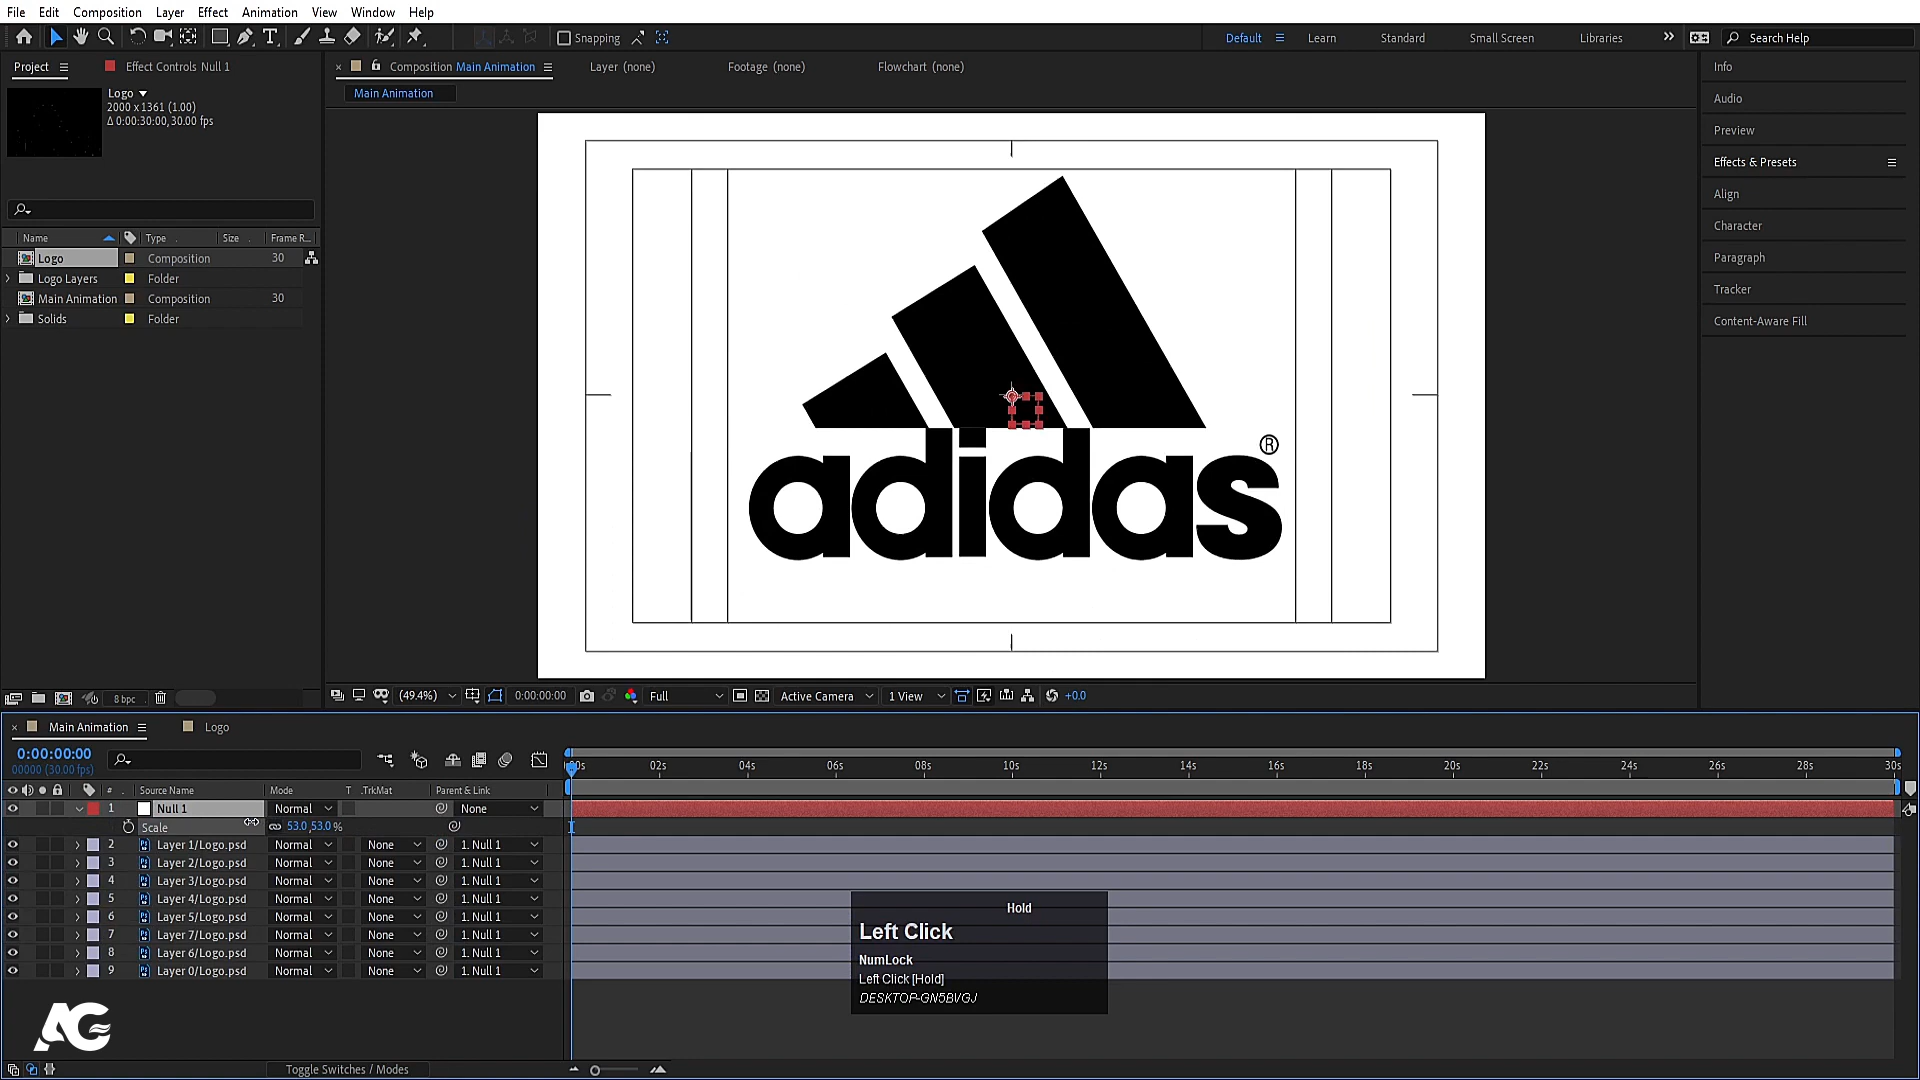 File Edit Composition Layer Effect Animation View Window Help
Snapping
Default Learn Standard Small Screen Libraries Search Help
Project Effect Controls Null 1
Composition Main Animation Layer (none) Footage (none) Flowchart (none)
Main Animation
Logo
2000 x 1361 (1.00)
Δ 0:00:30:00, 30.00 fps
Name Type Size Frame R...
Logo Composition 30
Logo Layers Folder
Main Animation Composition 30
Solids Folder
8 bpc
adidas ®
(49.4%) 0:00:00:00 Full Active Camera 1 View +0.0
Info
Audio
Preview
Effects & Presets
Align
Character
Paragraph
Tracker
Content-Aware Fill
Main Animation Logo
0:00:00:00
00000 (30.00 fps)
02s 04s 06s 08s 10s 12s 14s 16s 18s 20s 22s 24s 26s 28s 30s
# Source Name Mode T .TrkMat Parent & Link
1 Null 1 Normal None
Scale 53.0,53.0%
2 Layer 1/Logo.psd Normal None 1. Null 1
3 Layer 2/Logo.psd Normal None 1. Null 1
4 Layer 3/Logo.psd Normal None 1. Null 1
5 Layer 4/Logo.psd Normal None 1. Null 1
6 Layer 5/Logo.psd Normal None 1. Null 1
7 Layer 7/Logo.psd Normal None 1. Null 1
8 Layer 6/Logo.psd Normal None 1. Null 1
9 Layer 0/Logo.psd Normal None 1. Null 1
Hold
Left Click
NumLock
Left Click [Hold]
DESKTOP-GN5BVGJ
AG
Toggle Switches / Modes